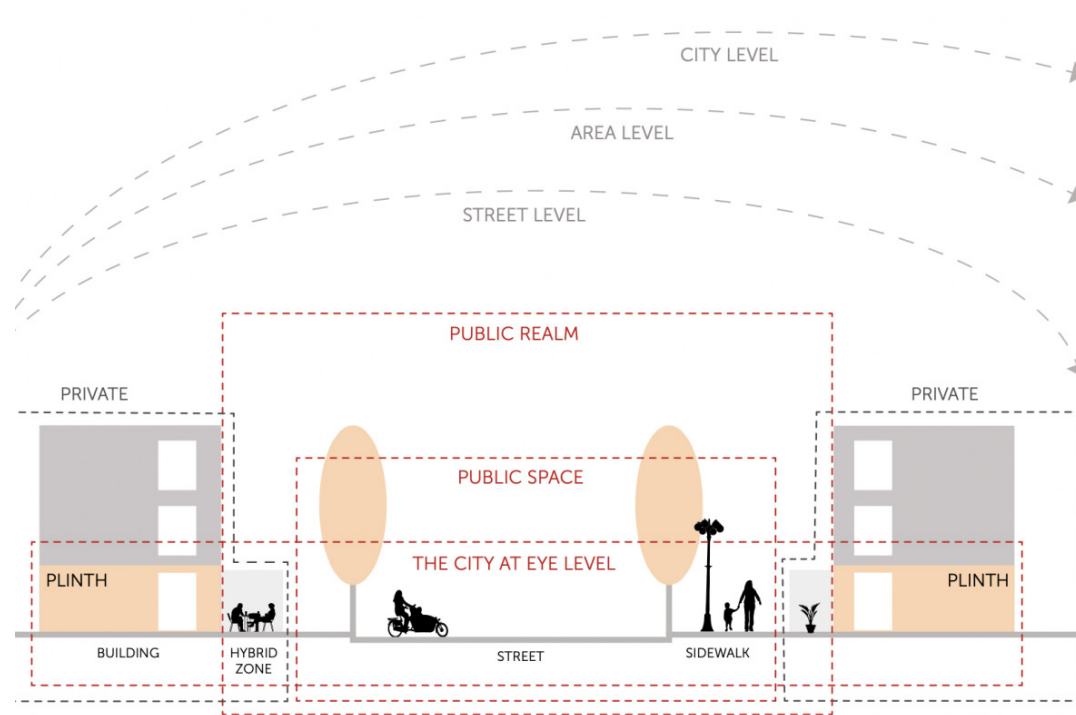 CITY LEVEL
AREA LEVEL
STREET LEVEL
PUBLIC REALM
PRIVATE
PRIVATE
PUBLIC SPACE
THE CITY AT EYE LEVEL
PLINTH
PLINTH
BUILDING
HYBRID
ZONE
STREET
SIDEWALK